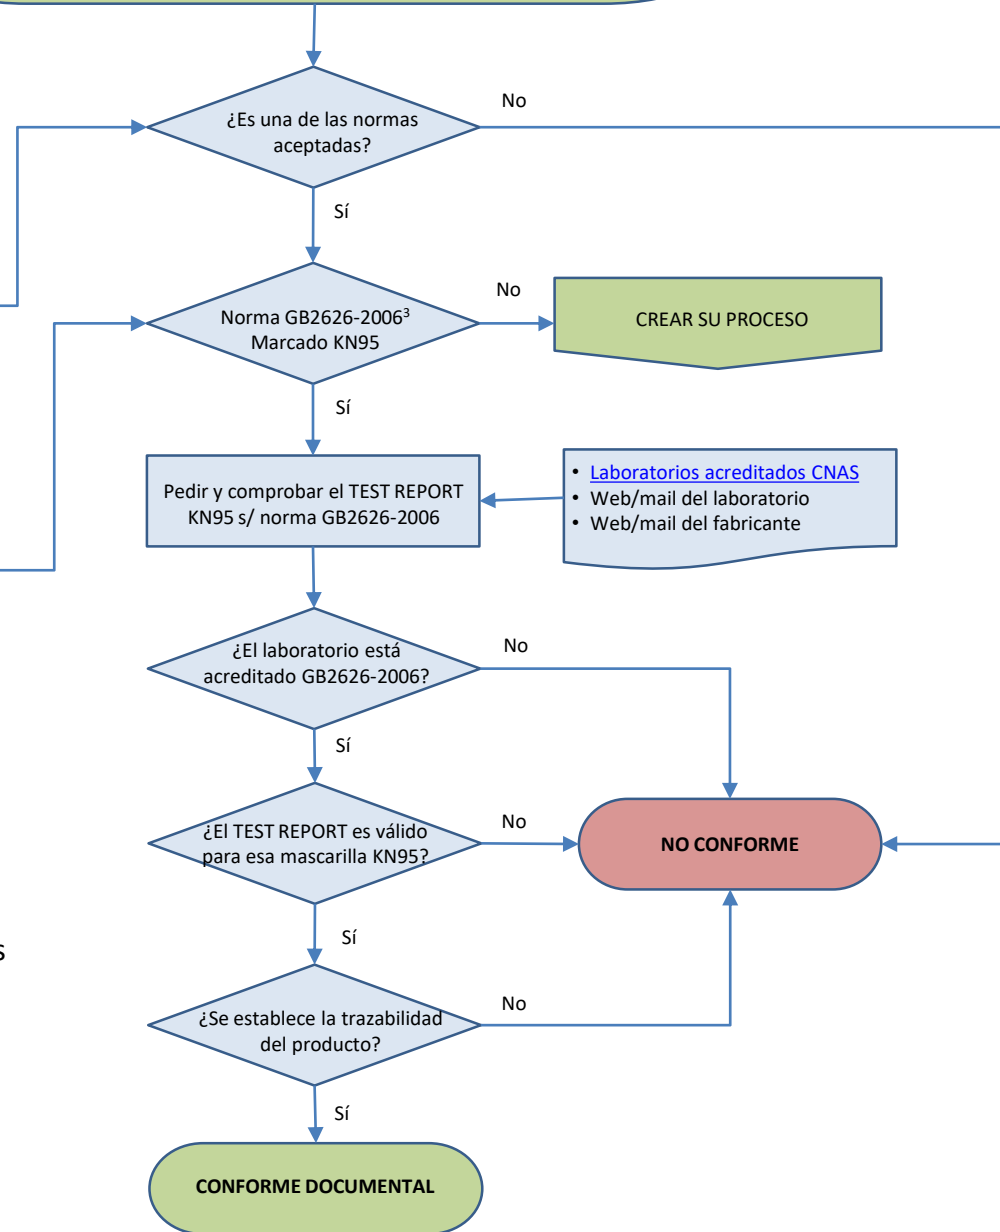 No
¿Es una de las normas
aceptadas?
Sí
No
Norma GB2626-2006³
Marcado KN95
CREAR SU PROCESO
Sí
Pedir y comprobar el TEST REPORT
KN95 s/ norma GB2626-2006
• Laboratorios acreditados CNAS
• Web/mail del laboratorio
• Web/mail del fabricante
No
¿El laboratorio está
acreditado GB2626-2006?
Sí
No
¿El TEST REPORT es válido
para esa mascarilla KN95?
NO CONFORME
Sí
s
No
¿Se establece la trazabilidad
del producto?
Sí
CONFORME DOCUMENTAL